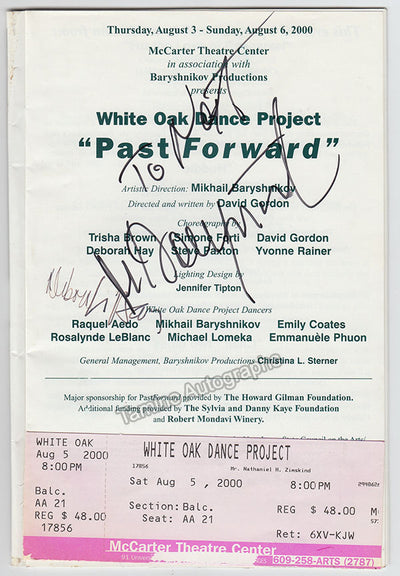 Thursday, August 3 - Sunday, August 6, 2000
McCarter Theatre Center
in association with
Baryshnikov Productions
presents
White Oak Dance Project
"Past Forward"
To Nat
Artistic Direction: Mikhail Baryshnikov
Directed and written by David Gordon
Choreography by
Trisha Brown Simone Forti David Gordon
Deborah Hay Steve Paxton Yvonne Rainer
M. Baryshnikov
Lighting Design by
Jennifer Tipton
White Oak Dance Project Dancers
Raquel Aedo Mikhail Baryshnikov Emily Coates
Rosalynde LeBlanc Michael Lomeka Emmanuèle Phuon
General Management, Baryshnikov Productions Christina L. Sterner
Tamino Autographs
Major sponsorship for PastForward provided by The Howard Gilman Foundation.
Additional funding provided by The Sylvia and Danny Kaye Foundation
and Robert Mondavi Winery.
WHITE OAK
Aug 5 2000
8:00PM
Balc.
AA 21
REG $ 48.00
17856
WHITE OAK DANCE PROJECT
17856 Mr. Nathaniel H. Zimskind
Sat Aug 5, 2000 8:00PM
Section: Balc. REG $ 48.00
Seat: AA 21
Ret: 6XV-KJW
McCarter Theatre Center
609-258-ARTS (2787)